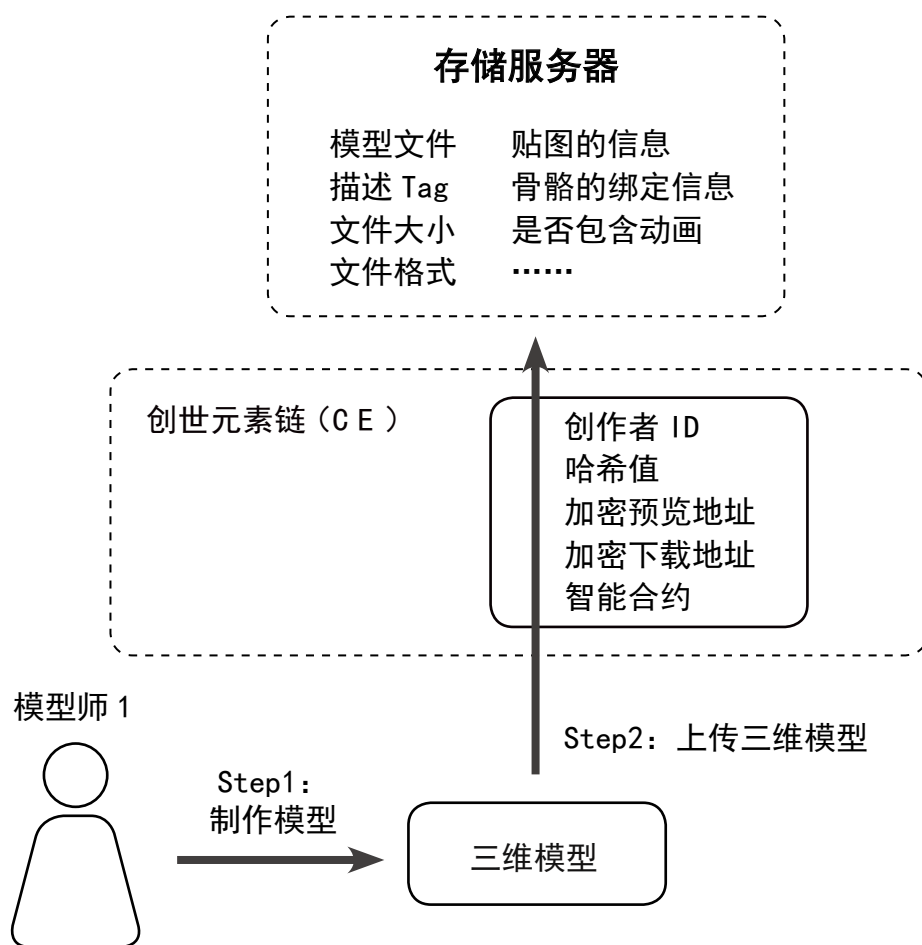 存储服务器
模型文件 贴图的信息
描述 Tag 骨骼的绑定信息
文件大小 是否包含动画
文件格式 ……
创世元素链（CE）
创作者 ID
哈希值
加密预览地址
加密下载地址
智能合约
模型师 1
Step2：上传三维模型
Step1：
制作模型
三维模型